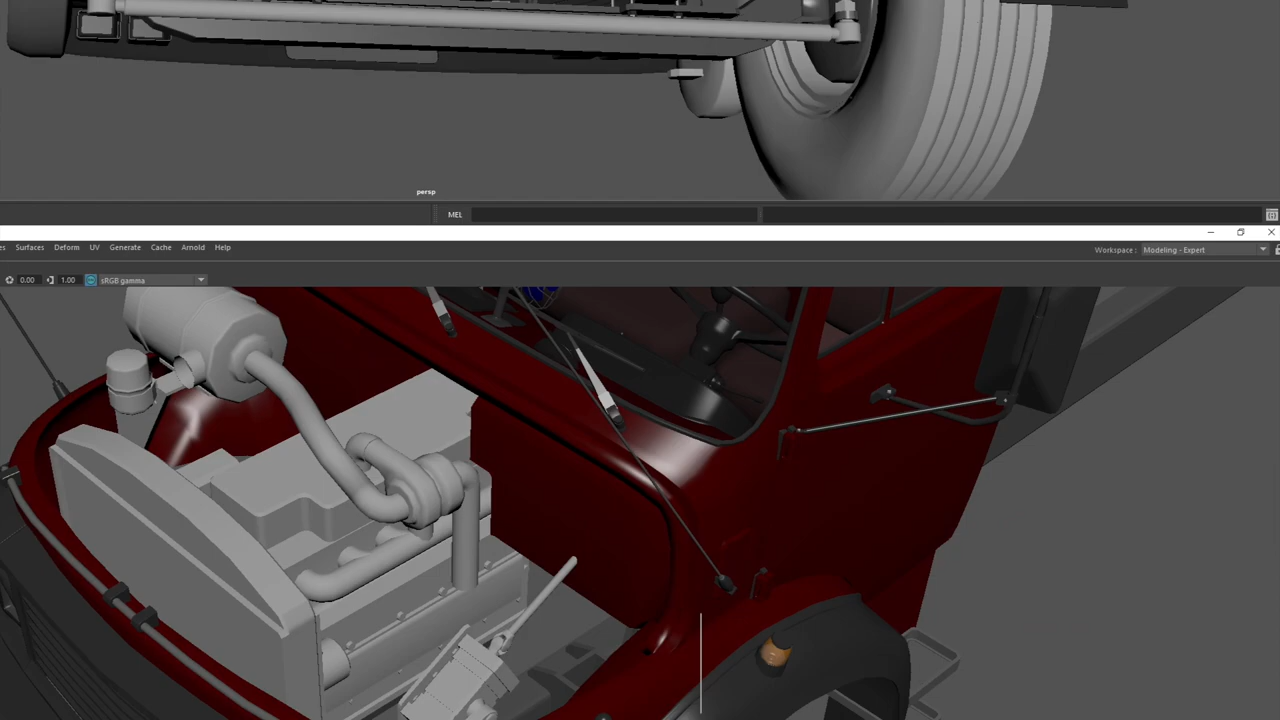 persp
MEL
Surfaces Deform UV Generate Cache Arnold Help
Workspace : Modeling - Expert
0.00 1.00 sRGB gamma